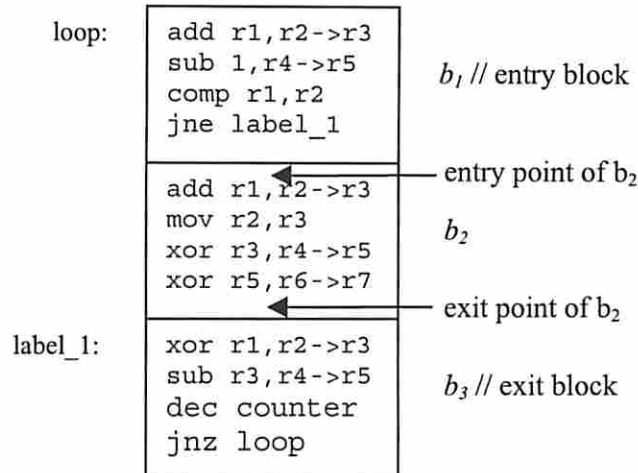 loop:
add r1,r2->r3
sub 1,r4->r5
comp r1,r2
jne label_1
b1 // entry block
entry point of b2
add r1,r2->r3
mov r2,r3
xor r3,r4->r5
xor r5,r6->r7
b2
exit point of b2
label_1:
xor r1,r2->r3
sub r3,r4->r5
dec counter
jnz loop
b3 // exit block